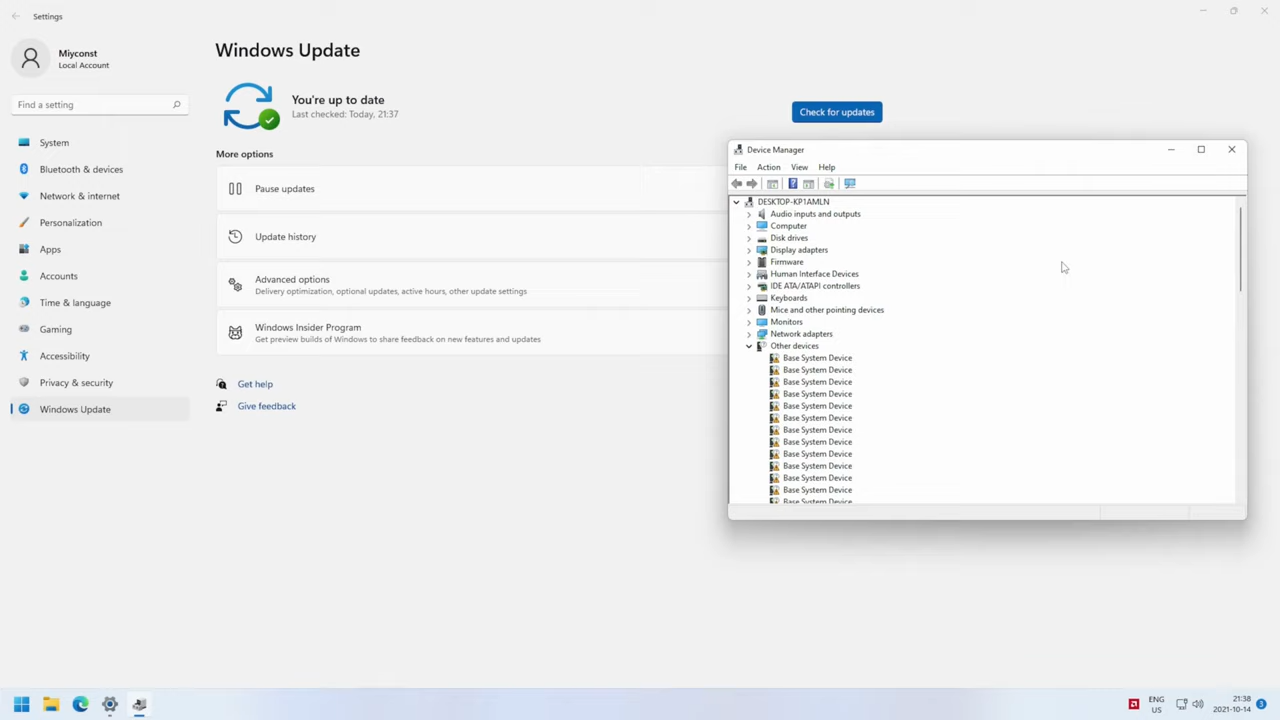 Settings
Miyconst
Local Account
Find a setting
System
Bluetooth & devices
Network & internet
Personalization
Apps
Accounts
Time & language
Gaming
Accessibility
Privacy & security
Windows Update
Windows Update
You're up to date
Last checked: Today, 21:37
Check for updates
More options
Pause updates
Update history
Advanced options
Delivery optimization, optional updates, active hours, other update settings
Windows Insider Program
Get preview builds of Windows to share feedback on new features and updates
Get help
Give feedback
Device Manager
File Action View Help
DESKTOP-KP1AMLN
Audio inputs and outputs
Computer
Disk drives
Display adapters
Firmware
Human Interface Devices
IDE ATA/ATAPI controllers
Keyboards
Mice and other pointing devices
Monitors
Network adapters
Other devices
Base System Device
Base System Device
Base System Device
Base System Device
Base System Device
Base System Device
Base System Device
Base System Device
Base System Device
Base System Device
Base System Device
Base System Device
Base System Device
ENG
US
21:38
2021-10-14
3